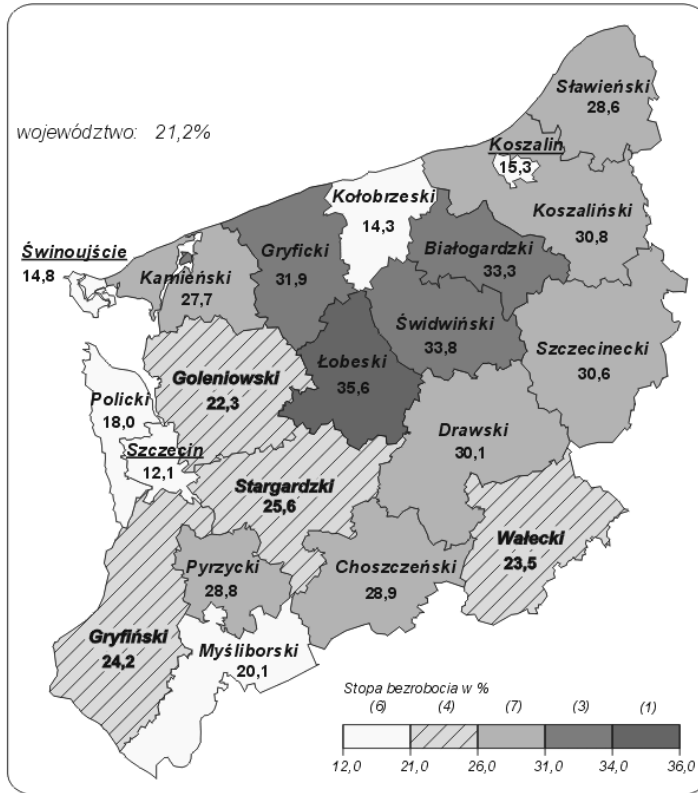 Sławieński
28,6
województwo: 21,2%
Koszalin
15,3
Kołobrzeski
14,3
Koszaliński
30,8
Świnoujście
14,8
Kamieński
27,7
Gryficki
31,9
Białogardzki
33,3
Świdwiński
33,8
Szczecinecki
30,6
Łobeski
35,6
Goleniowski
22,3
Policki
18,0
Szczecin
12,1
Drawski
30,1
Stargardzki
25,6
Wałecki
23,5
Pyrzycki
28,8
Choszczeński
28,9
Gryfiński
24,2
Myśliborski
20,1
Stopa bezrobocia w %
(6) (4) (7) (3) (1)
12,0 21,0 26,0 31,0 34,0 36,0